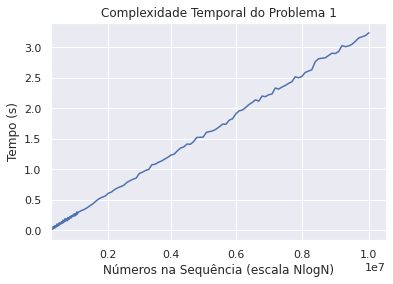 Complexidade Temporal do Problema 1
3.0
2.5
2.0
1.5
1.0
0.5
0.0
Tempo (s)
0.2 0.4 0.6 0.8 1.0
1e7
Números na Sequência (escala NlogN)